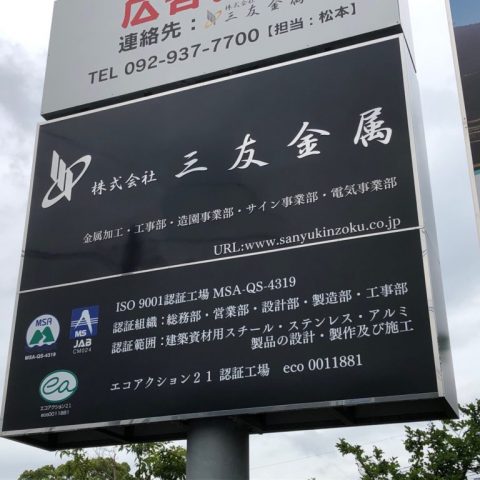 広告
連絡先： 株式会社 三友金属
TEL 092-937-7700【担当：松本】
株式会社 三友金属
金属加工・工事部・造園事業部・サイン事業部・電気事業部
URL:www.sanyukinzoku.co.jp
ISO 9001認証工場 MSA-QS-4319
認証組織：総務部・営業部・設計部・製造部・工事部
認証範囲：建築資材用スチール・ステンレス・アルミ
製品の設計・製作及び施工
MSA
MSA-QS-4319
MS
JAB
CM024
エコアクション２１ 認証工場 eco 0011881
ea
エコアクション21
eco0011881